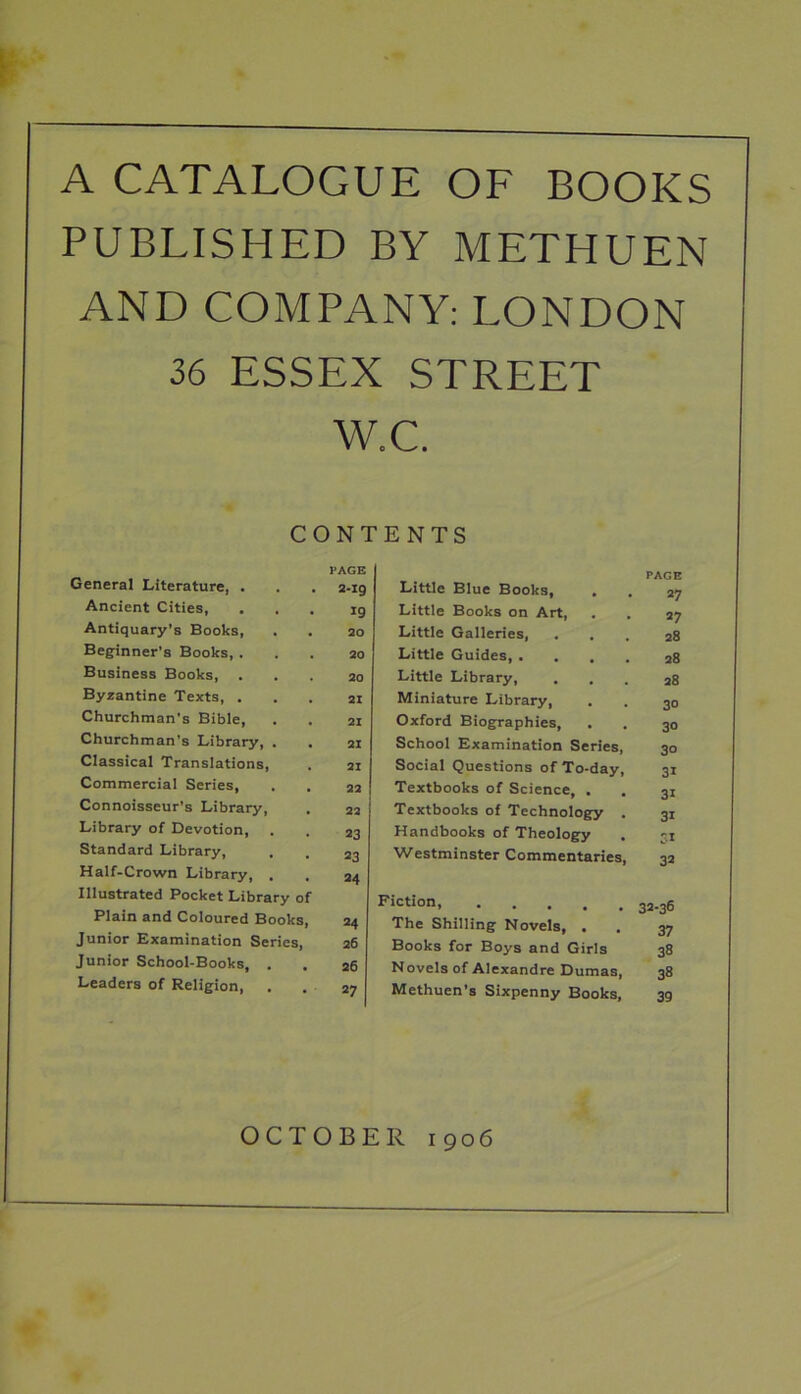 A CATALOGUE OF BOOKS
PUBLISHED BY METHUEN
AND COMPANY: LONDON
36 ESSEX STREET
W.C.
CONTENTS
PAGE
General Literature, . . . 2-19
Ancient Cities, . . . 19
Antiquary's Books, . . 20
Beginner's Books, . . . 20
Business Books, . . . 20
Byzantine Texts, . . . 21
Churchman's Bible, . . 21
Churchman's Library, . . 21
Classical Translations, . 21
Commercial Series, . . 22
Connoisseur's Library, . 22
Library of Devotion, . . 23
Standard Library, . . 23
Half-Crown Library, . . 24
Illustrated Pocket Library of
Plain and Coloured Books, 24
Junior Examination Series, 26
Junior School-Books, . . 26
Leaders of Religion, . . 27
PAGE
Little Blue Books, . . 27
Little Books on Art, . . 27
Little Galleries, . . . 28
Little Guides, . . . . 28
Little Library, . . . 28
Miniature Library, . . 30
Oxford Biographies, . . 30
School Examination Series, 30
Social Questions of To-day, 31
Textbooks of Science, . . 31
Textbooks of Technology . 31
Handbooks of Theology . 31
Westminster Commentaries, 32
Fiction, . . . . . 32-36
The Shilling Novels, . . 37
Books for Boys and Girls 38
Novels of Alexandre Dumas, 38
Methuen's Sixpenny Books, 39
OCTOBER 1906